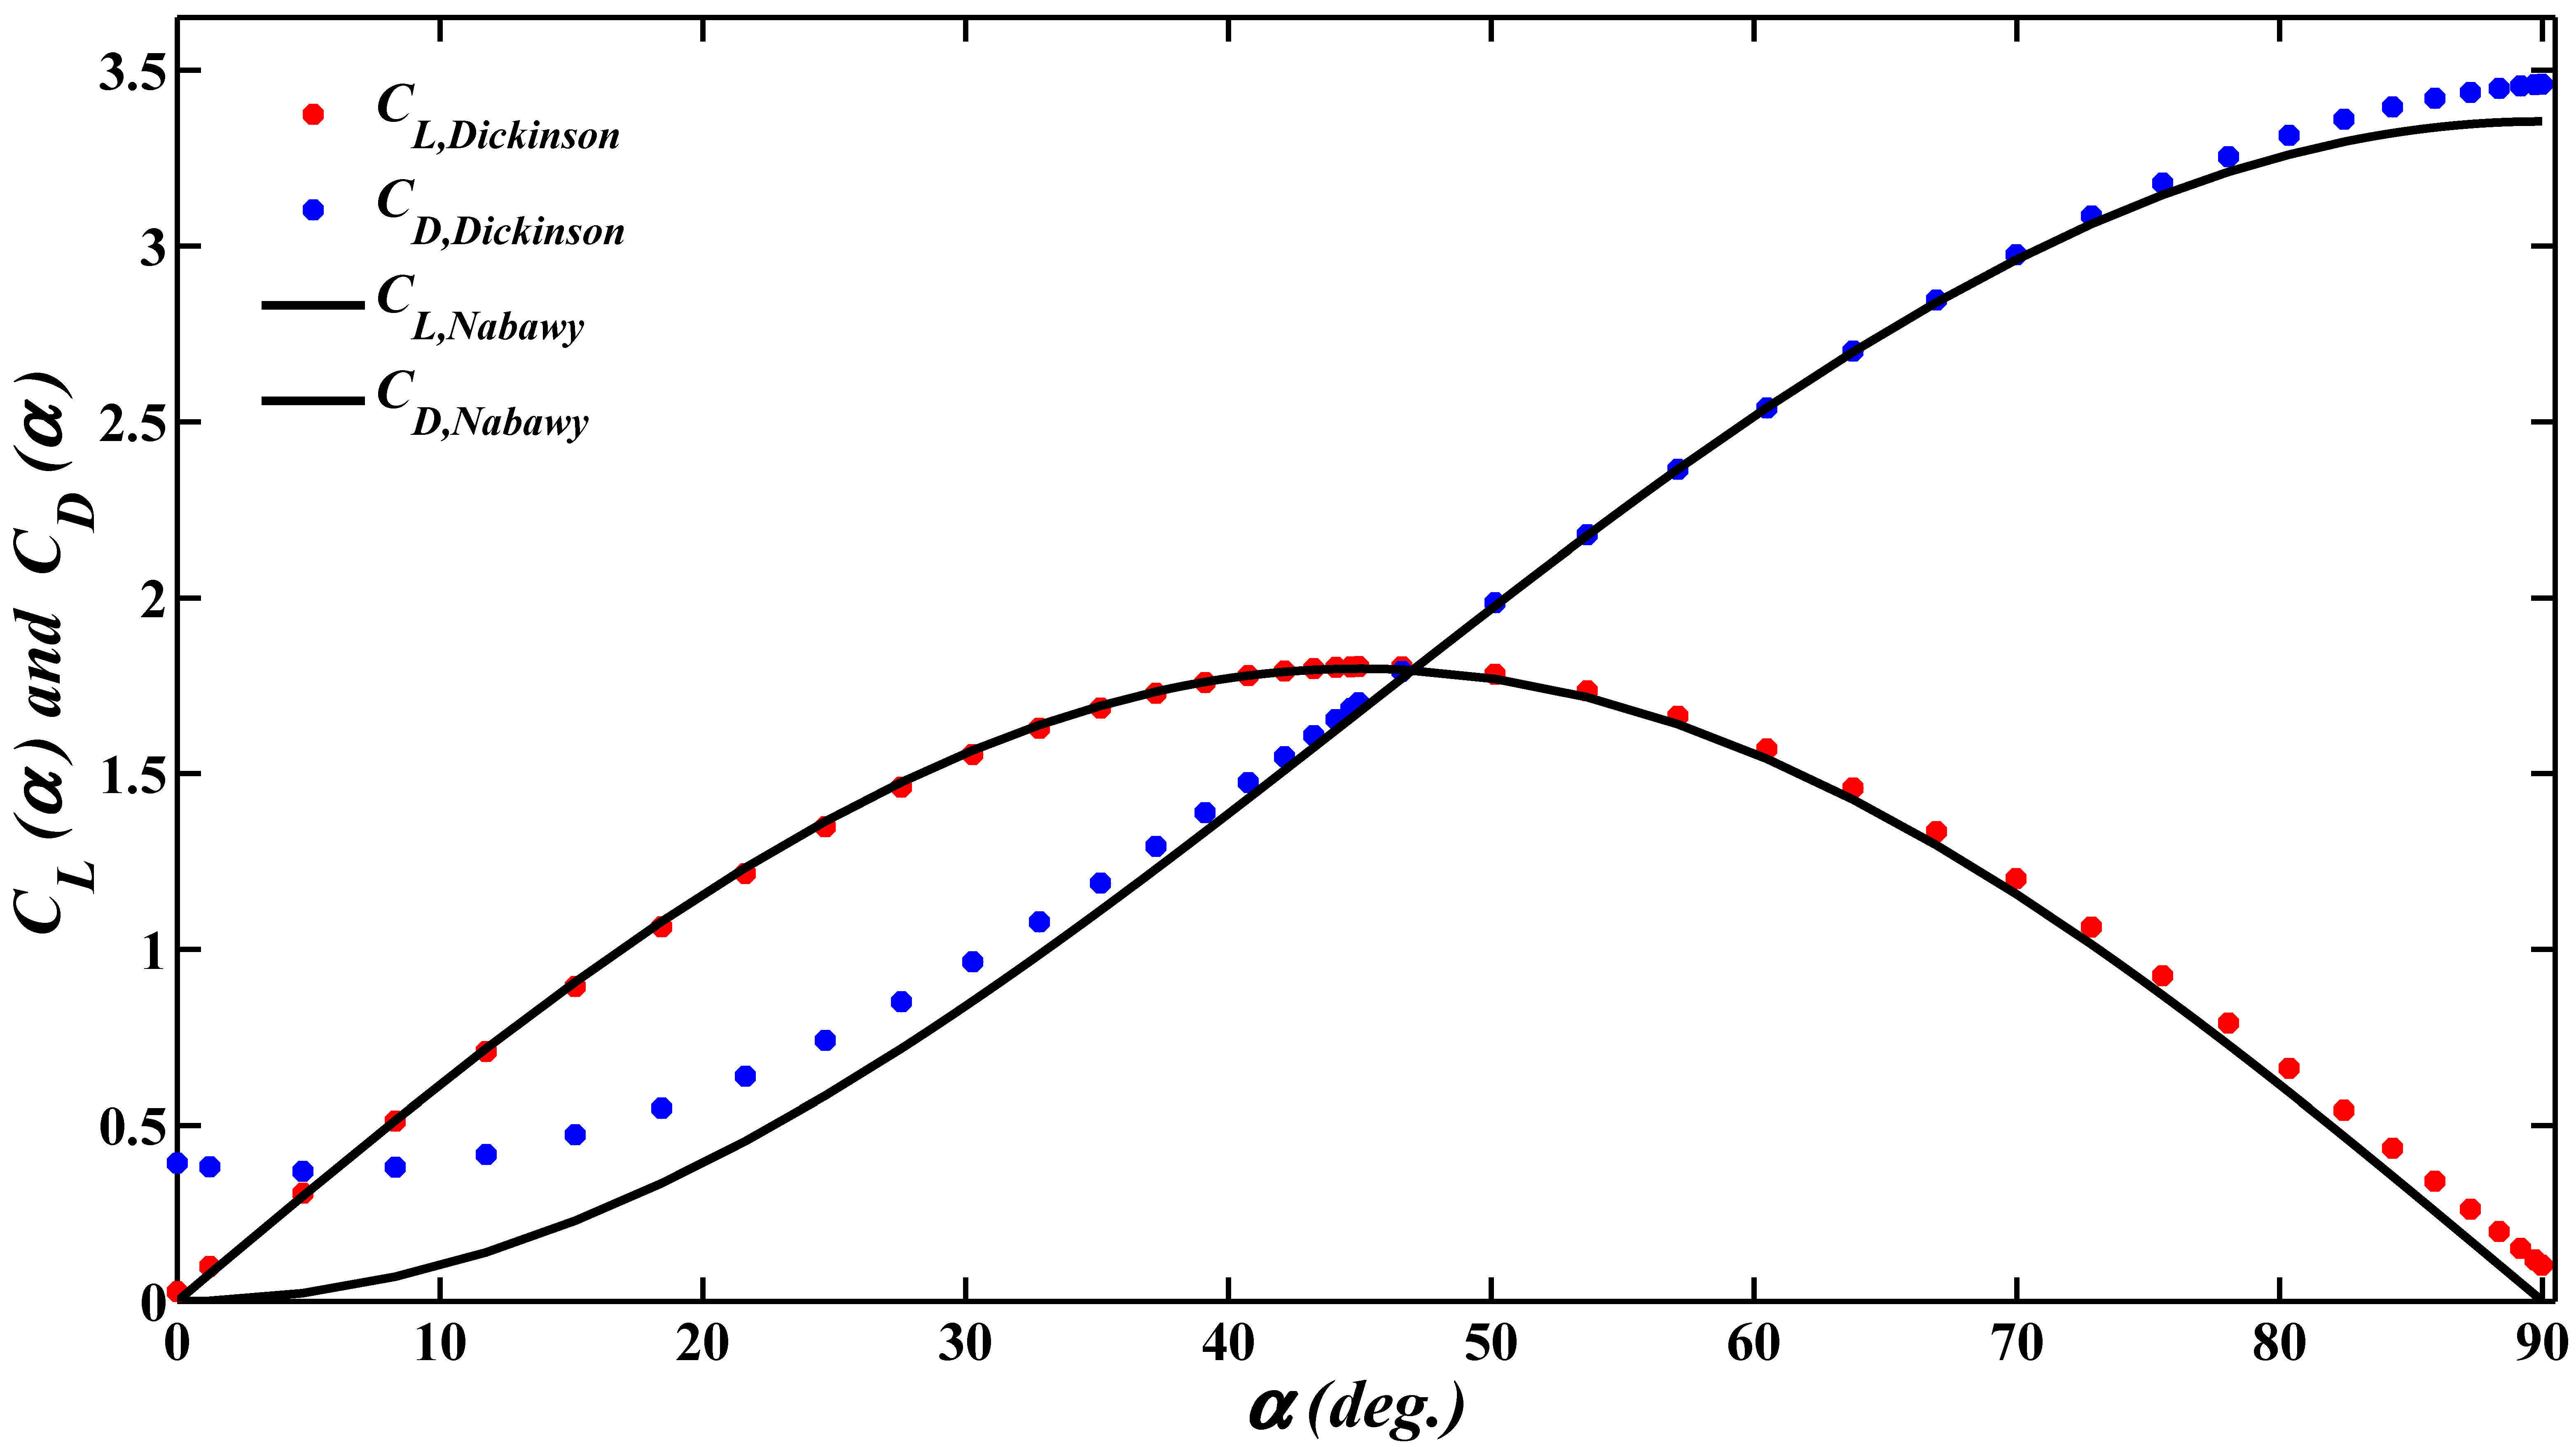 3.5
3
2.5
2
1.5
1
0.5
0
C_L (α) and C_D (α)
C_L,Dickinson
C_D,Dickinson
C_L,Nabawy
C_D,Nabawy
0 10 20 30 40 50 60 70 80 90
α (deg.)